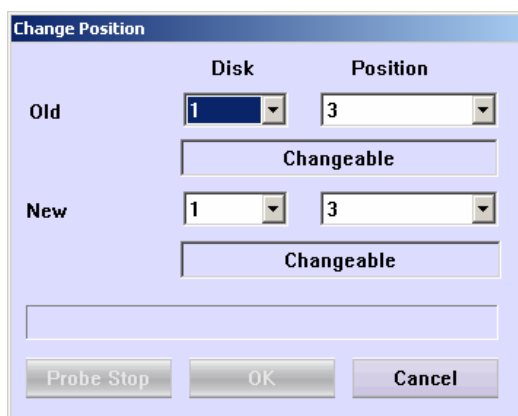 Change Position
Disk Position
Old 1 3
Changeable
New 1 3
Changeable
Probe Stop OK Cancel